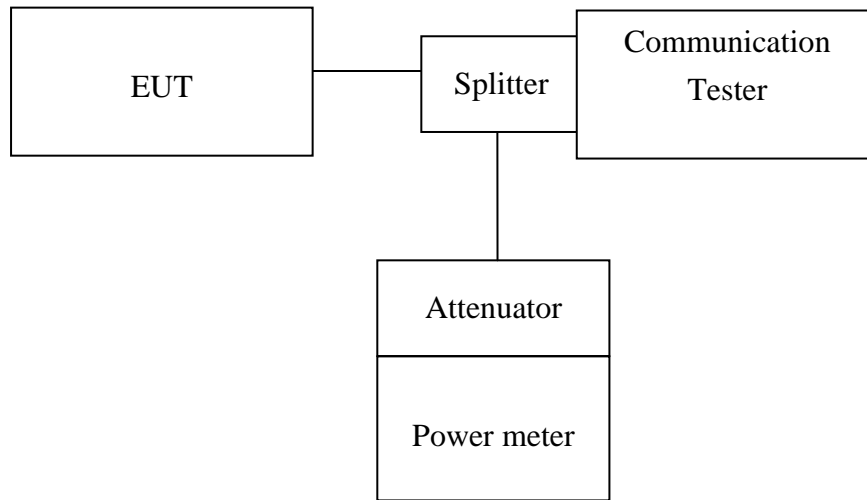 EUT
Splitter
Communication
Tester
Attenuator
Power meter